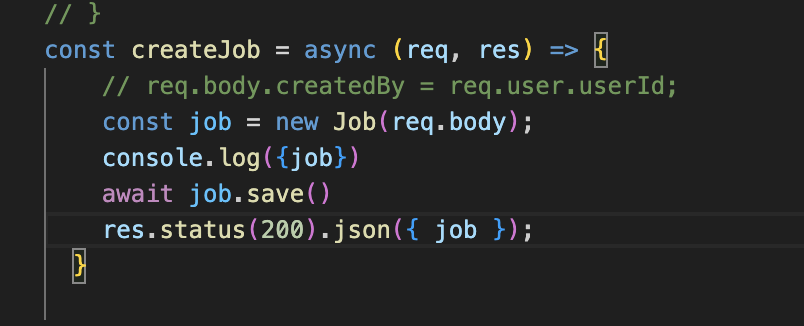 // }
const createJob = async (req, res) => {
// req.body.createdBy = req.user.userId;
const job = new Job(req.body);
console.log({job})
await job.save()
res.status(200).json({ job });
}